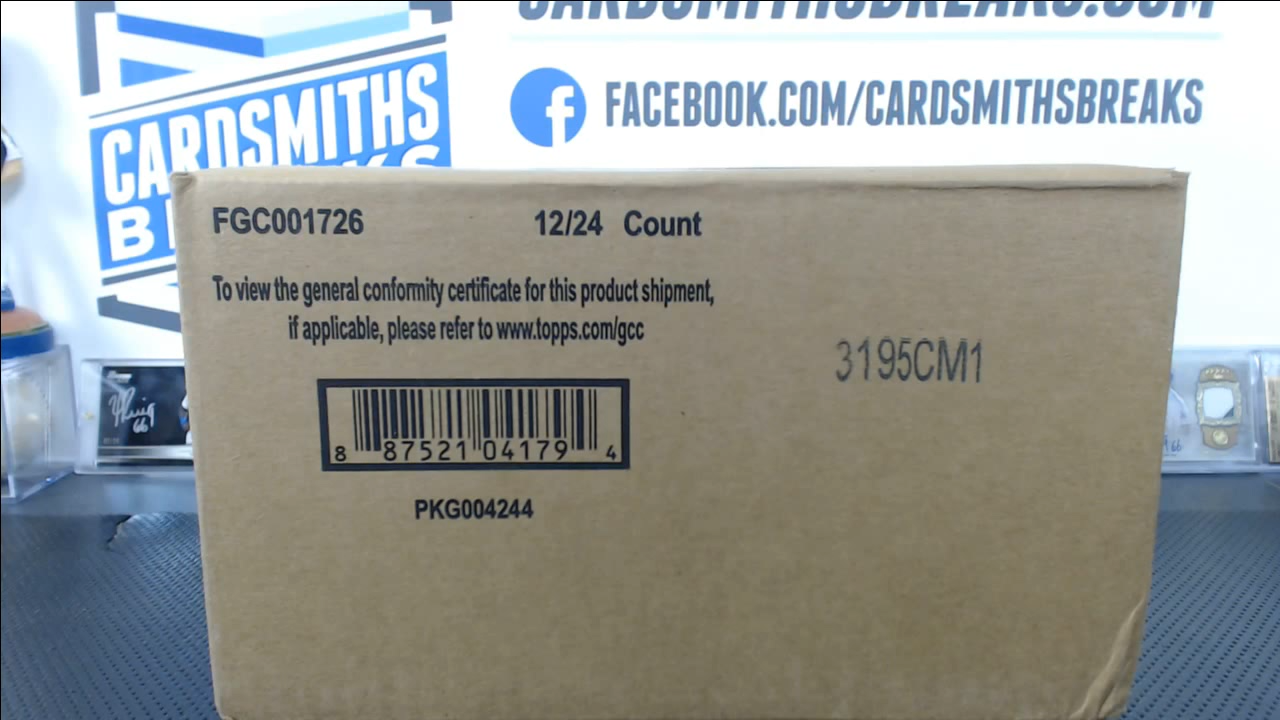 CARDSMITHSBREAKS.COM
FACEBOOK.COM/CARDSMITHSBREAKS
CARDSMITHS
FGC001726 12/24 Count
To view the general conformity certificate for this product shipment,
if applicable, please refer to www.topps.com/gcc
3195CM1
8 87521 04179 4
PKG004244
66